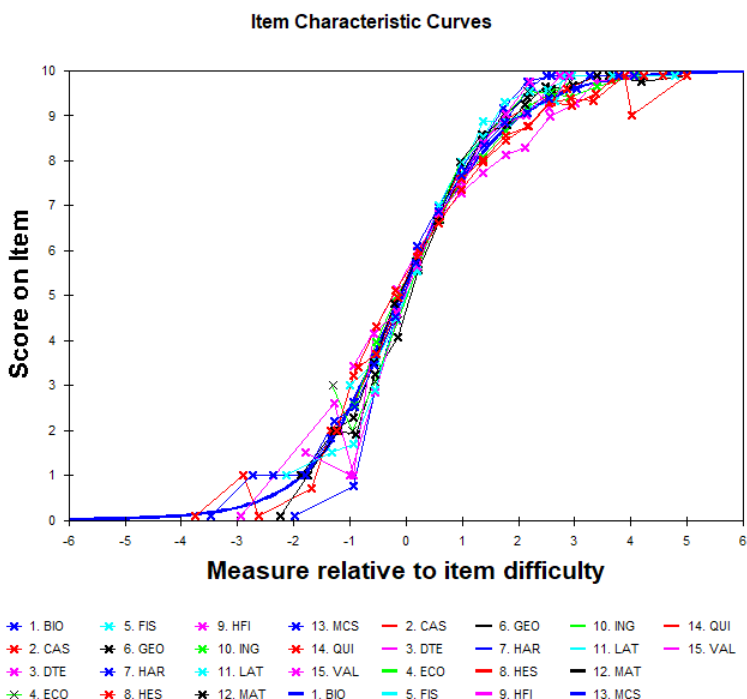 Item Characteristic Curves
10
9
8
7
6
5
4
3
2
1
0
Score on Item
-6 -5 -4 -3 -2 -1 0 1 2 3 4 5 6
Measure relative to item difficulty
1. BIO 5. FIS 9. HFI 13. MCS 2. CAS 6. GEO 10. ING 14. QUI
2. CAS 6. GEO 10. ING 14. QUI 3. DTE 7. HAR 11. LAT 15. VAL
3. DTE 7. HAR 11. LAT 15. VAL 4. ECO 8. HES 12. MAT
4. ECO 8. HES 12. MAT 1. BIO 5. FIS 9. HFI 13. MCS